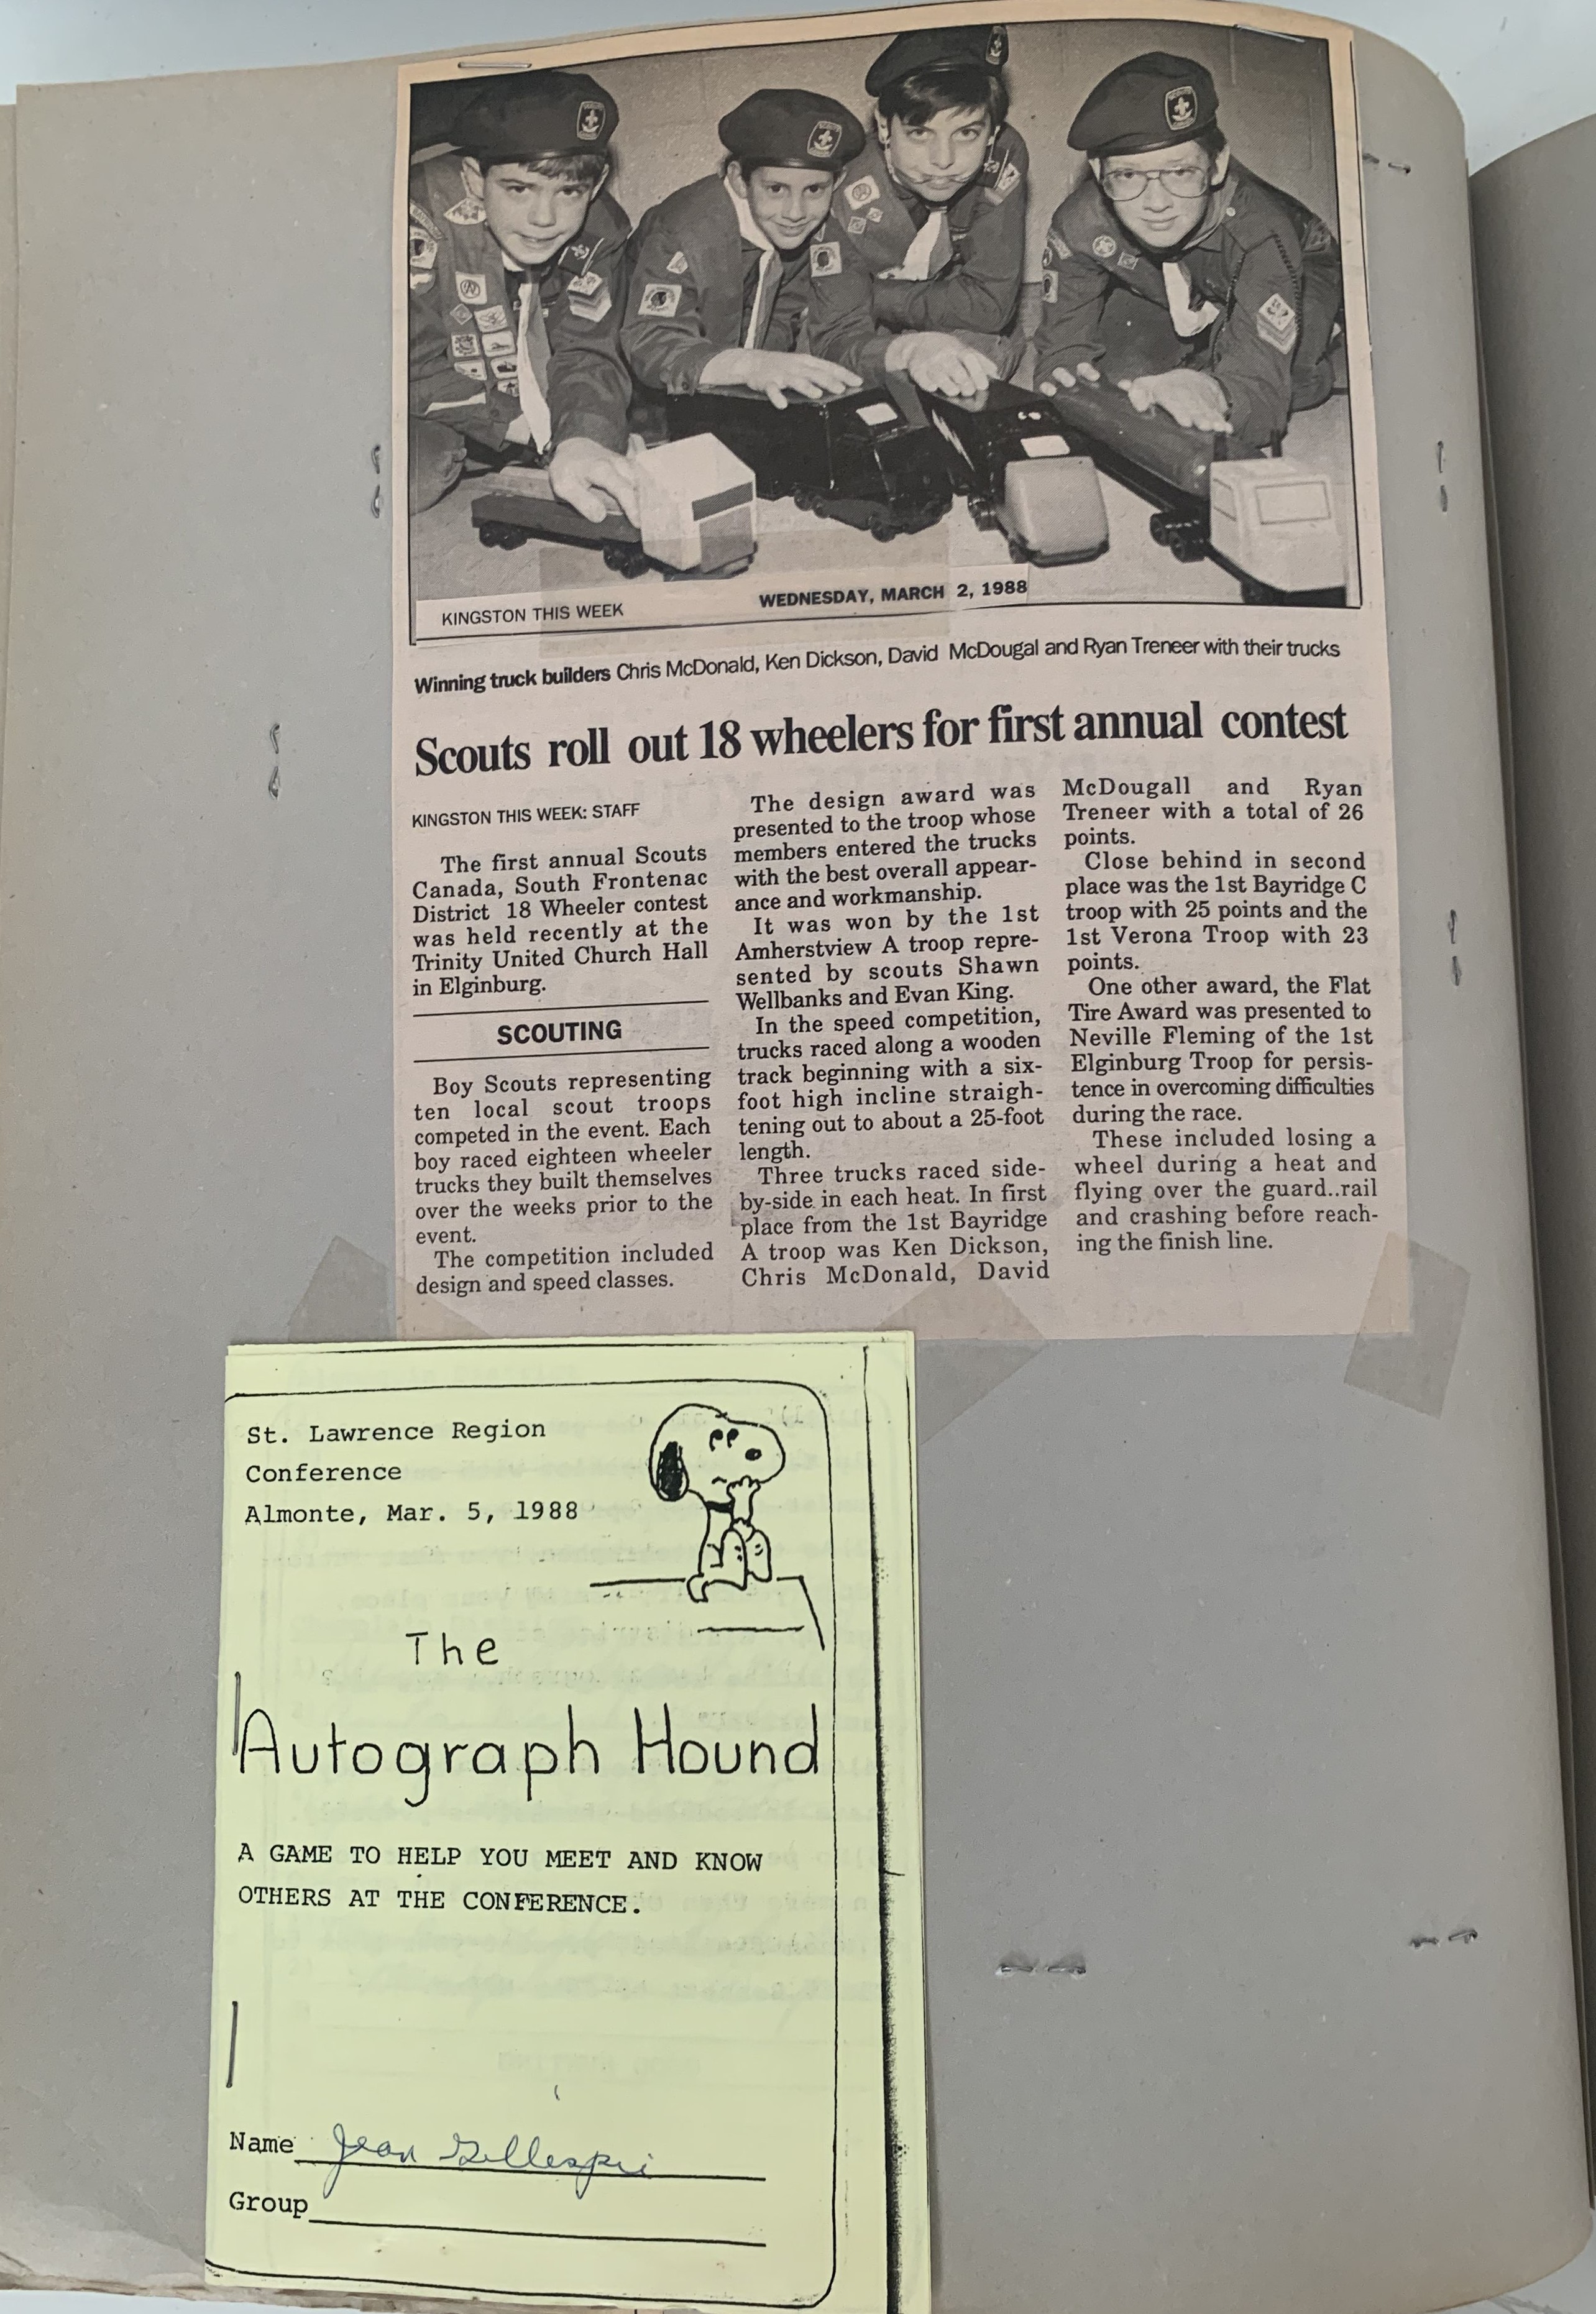 KINGSTON THIS WEEK
WEDNESDAY, MARCH 2, 1988
Winning truck builders Chris McDonald, Ken Dickson, David McDougal and Ryan Treneer with their trucks
Scouts roll out 18 wheelers for first annual contest
KINGSTON THIS WEEK: STAFF
The first annual Scouts
Canada, South Frontenac
District 18 Wheeler contest
was held recently at the
Trinity United Church Hall
in Elginburg.
SCOUTING
Boy Scouts representing
ten local scout troops
competed in the event. Each
boy raced eighteen wheeler
trucks they built themselves
over the weeks prior to the
event.
The competition included
design and speed classes.
The design award was
presented to the troop whose
members entered the trucks
with the best overall appear-
ance and workmanship.
It was won by the 1st
Amherstview A troop repre-
sented by scouts Shawn
Wellbanks and Evan King.
In the speed competition,
trucks raced along a wooden
track beginning with a six-
foot high incline straigh-
tening out to about a 25-foot
length.
Three trucks raced side-
by-side in each heat. In first
place from the 1st Bayridge
A troop was Ken Dickson,
Chris McDonald, David
McDougall and Ryan
Treneer with a total of 26
points.
Close behind in second
place was the 1st Bayridge C
troop with 25 points and the
1st Verona Troop with 23
points.
One other award, the Flat
Tire Award was presented to
Neville Fleming of the 1st
Elginburg Troop for persis-
tence in overcoming difficulties
during the race.
These included losing a
wheel during a heat and
flying over the guard..rail
and crashing before reach-
ing the finish line.
St. Lawrence Region
Conference
Almonte, Mar. 5, 1988
The
Autograph Hound
A GAME TO HELP YOU MEET AND KNOW
OTHERS AT THE CONFERENCE.
Name Jean Gillespie
Group